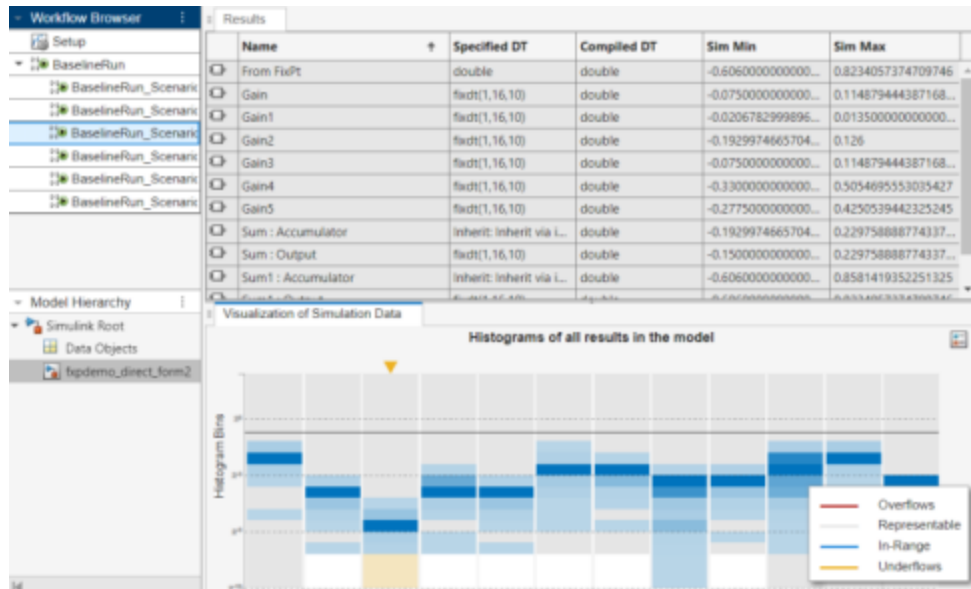 Workflow Browser
Setup
BaselineRun
BaselineRun_Scenario
BaselineRun_Scenario
BaselineRun_Scenario
BaselineRun_Scenario
BaselineRun_Scenario
Model Hierarchy
Simulink Root
Data Objects
fxpdemo_direct_form2
Results
Name Specified DT Compiled DT Sim Min Sim Max
From FixPt double double -0.6060000000000... 0.8234057374709746
Gain fixdt(1,16,10) double -0.0750000000000... 0.114879444387168...
Gain1 fixdt(1,16,10) double -0.0206782999896... 0.013500000000000...
Gain2 fixdt(1,16,10) double -0.1929974665704... 0.126
Gain3 fixdt(1,16,10) double -0.0750000000000... 0.114879444387168...
Gain4 fixdt(1,16,10) double -0.3300000000000... 0.5054695553035427
Gain5 fixdt(1,16,10) double -0.2775000000000... 0.4250539442325245
Sum : Accumulator Inherit: Inherit via i... double -0.1929974665704... 0.229758888774337...
Sum : Output fixdt(1,16,10) double -0.1500000000000... 0.229758888774337...
Sum1 : Accumulator Inherit: Inherit via i... double -0.6060000000000... 0.8581419352251325
Visualization of Simulation Data
Histograms of all results in the model
Histogram Bins
Overflows
Representable
In-Range
Underflows